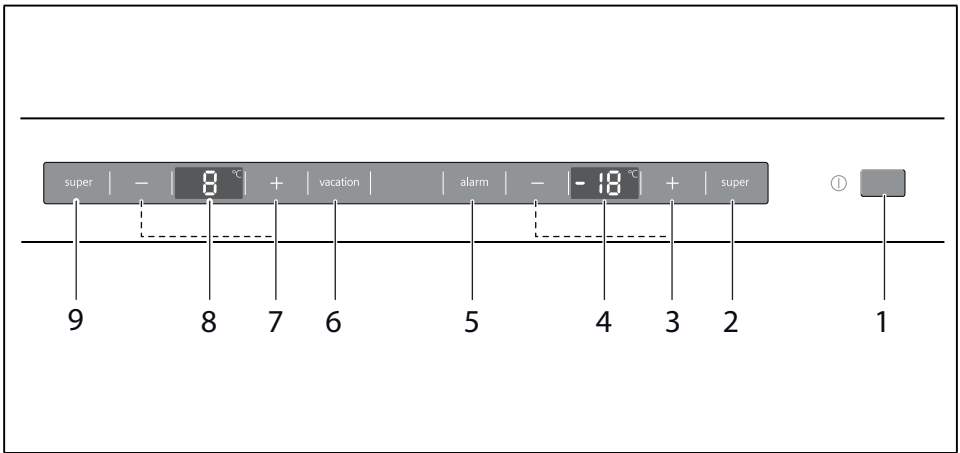 super | − | 8 °C | + | vacation | | alarm | − | -18 °C | + | super
9 8 7 6 5 4 3 2 1